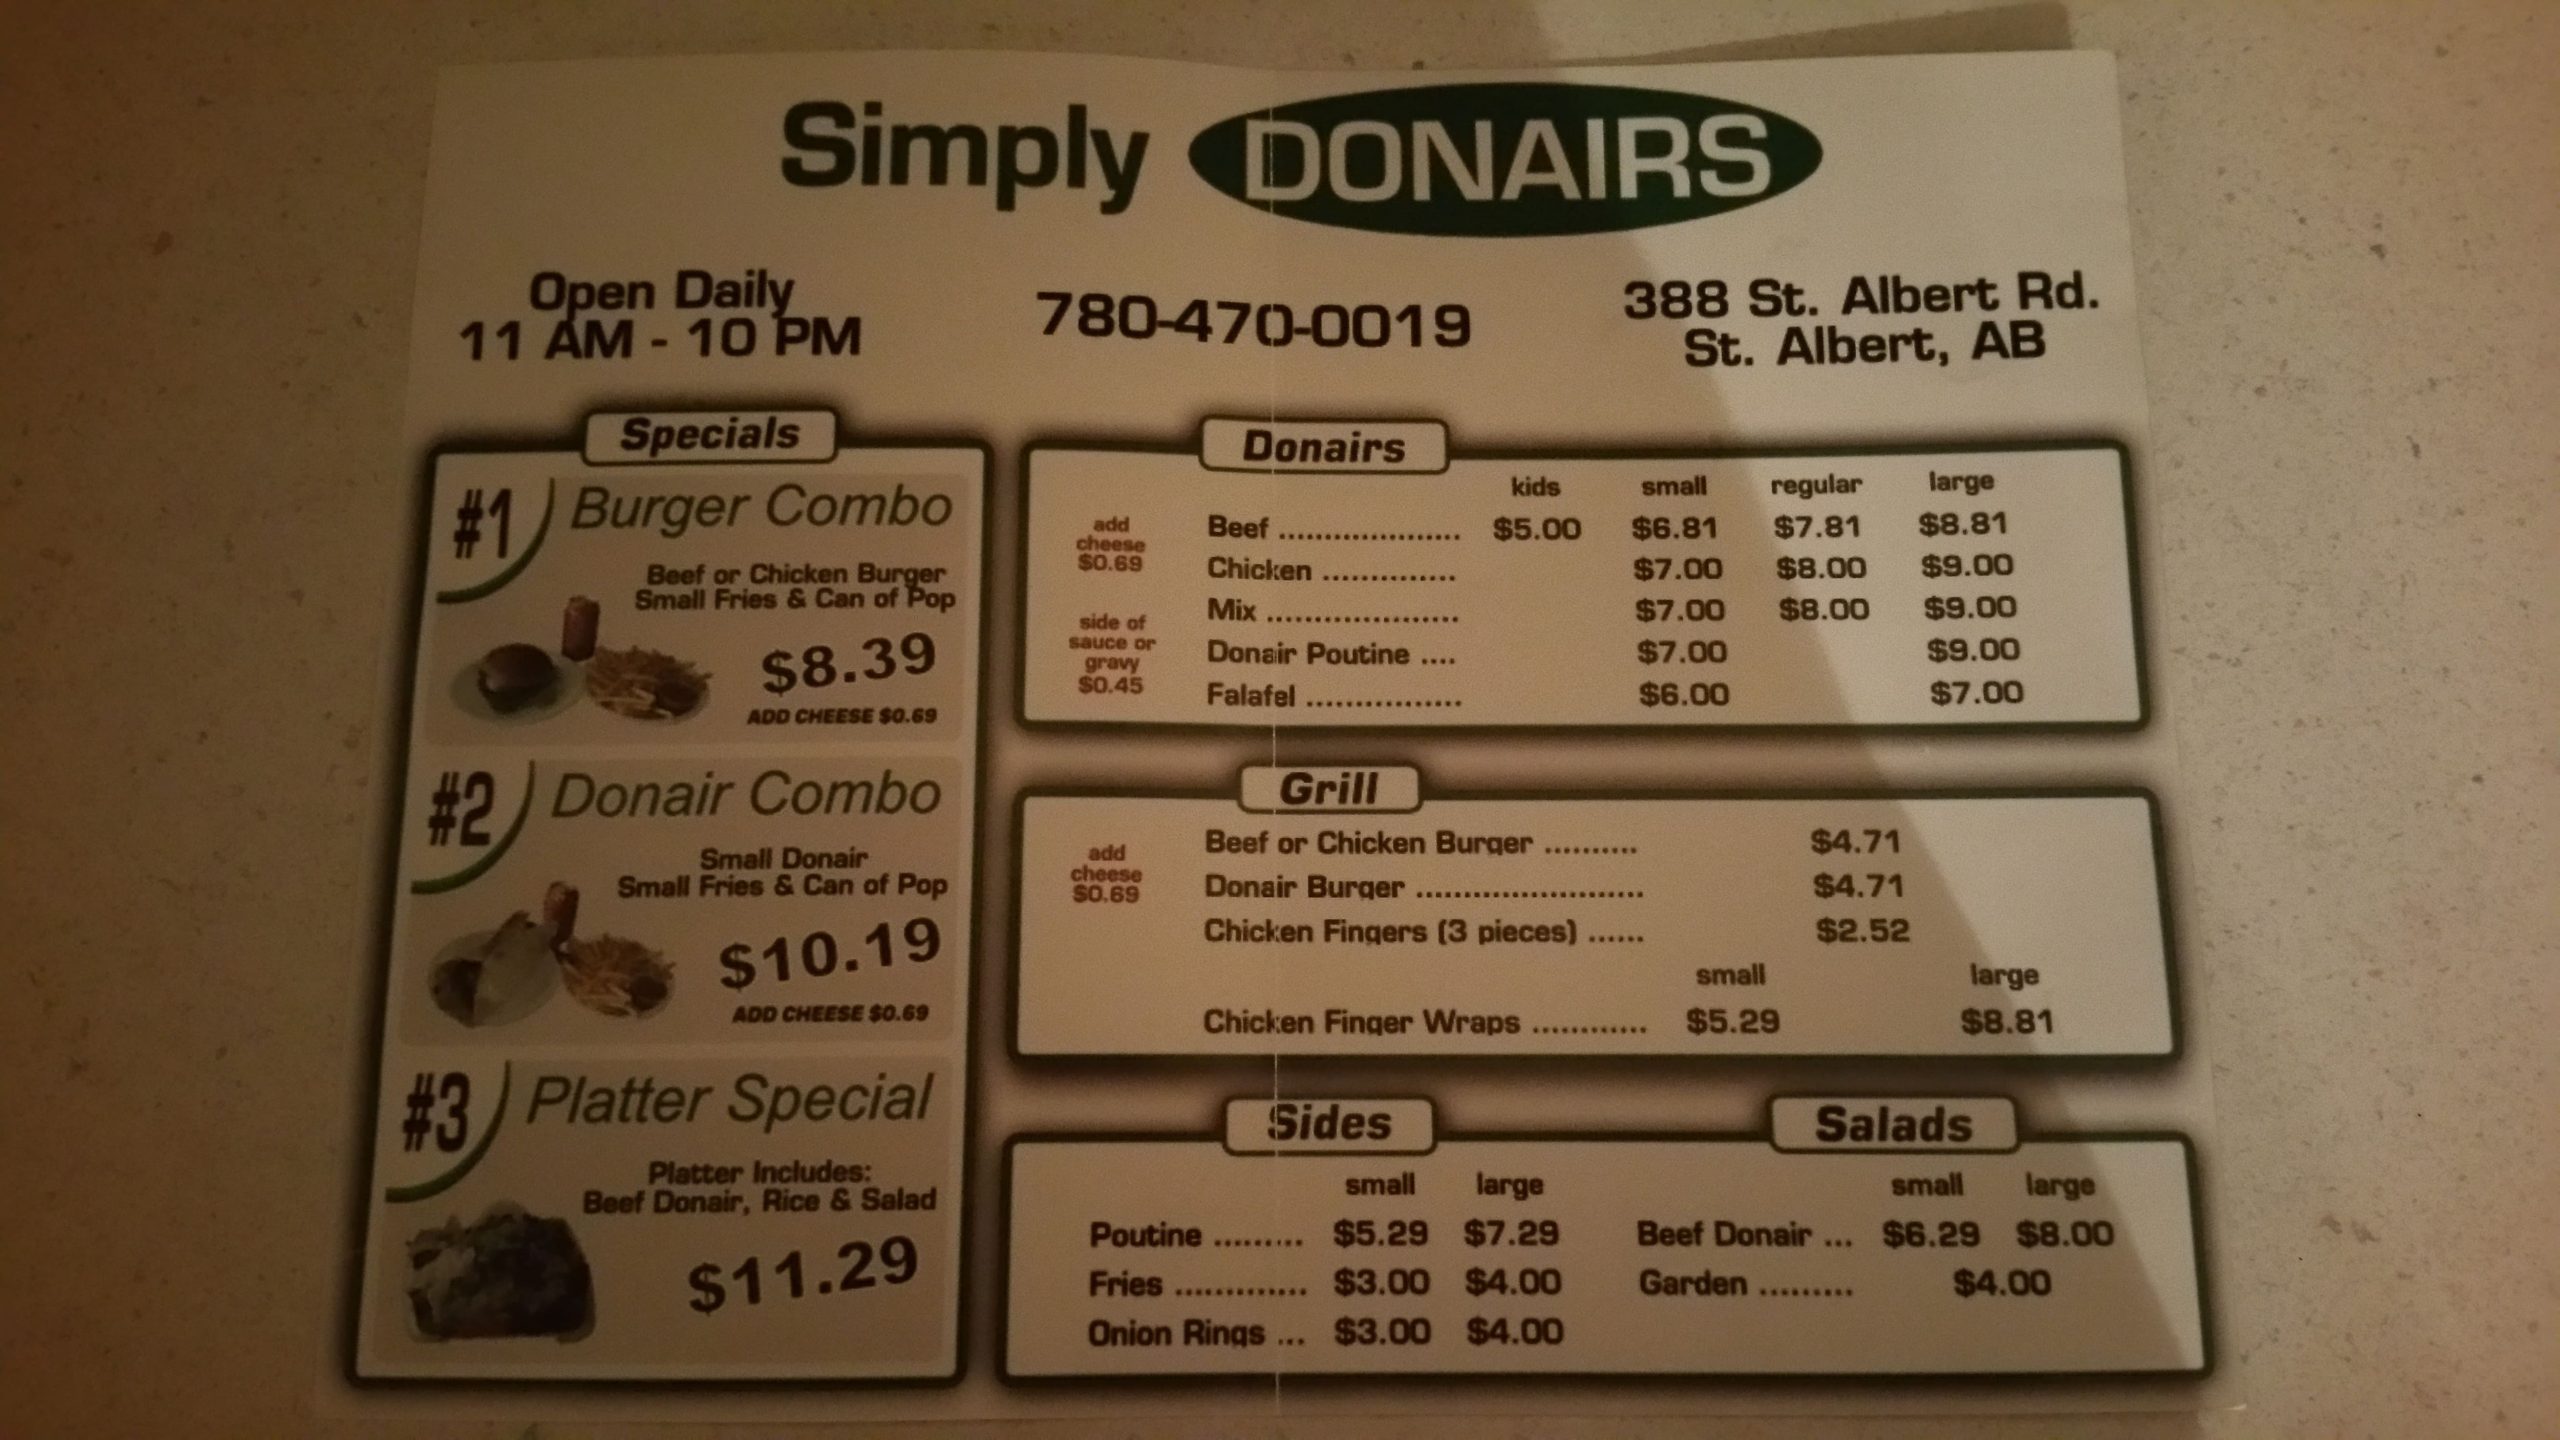 Simply DONAIRS
Open Daily
11 AM - 10 PM
780-470-0019
388 St. Albert Rd.
St. Albert, AB
Specials
#1 Burger Combo
Beef or Chicken Burger
Small Fries & Can of Pop
$8.39
ADD CHEESE $0.69
#2 Donair Combo
Small Donair
Small Fries & Can of Pop
$10.19
ADD CHEESE $0.69
#3 Platter Special
Platter Includes:
Beef Donair, Rice & Salad
$11.29
Donairs
kids small regular large
add
cheese
$0.69
side of
sauce or
gravy
$0.45
Beef .................... $5.00 $6.81 $7.81 $8.81
Chicken .............. $7.00 $8.00 $9.00
Mix ..................... $7.00 $8.00 $9.00
Donair Poutine .... $7.00 $9.00
Falafel ................. $6.00 $7.00
Grill
add
cheese
$0.69
Beef or Chicken Burger .......... $4.71
Donair Burger ......................... $4.71
Chicken Fingers (3 pieces) ...... $2.52
small large
Chicken Finger Wraps ............ $5.29 $8.81
Sides
small large
Poutine ......... $5.29 $7.29
Fries ............. $3.00 $4.00
Onion Rings ... $3.00 $4.00
Salads
small large
Beef Donair ... $6.29 $8.00
Garden ......... $4.00